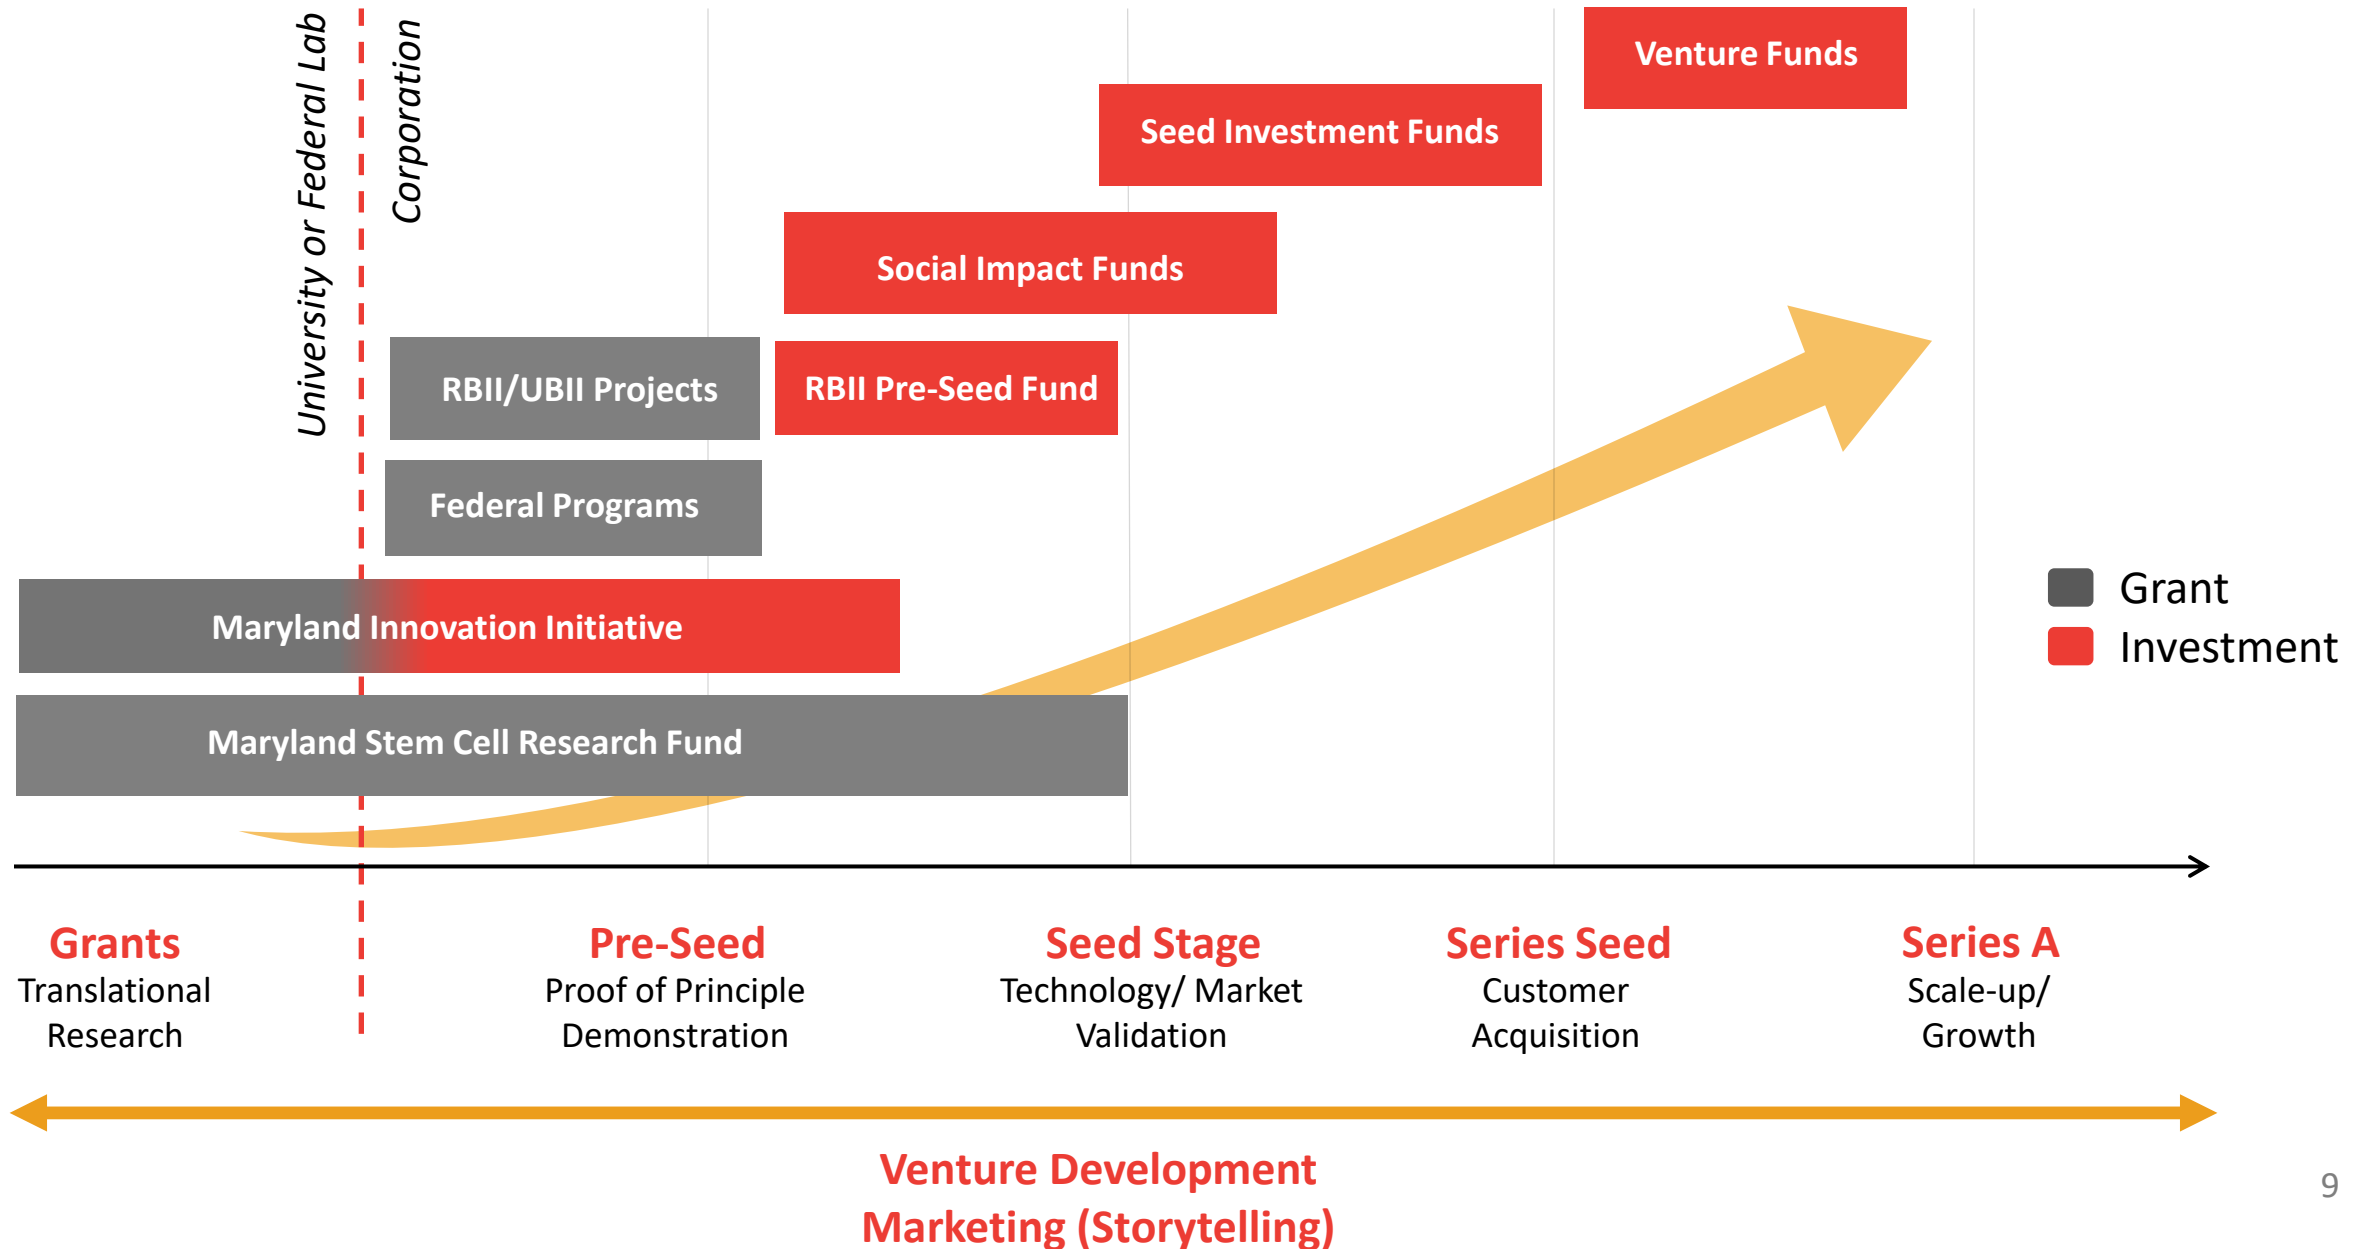 University or Federal Lab
Corporation
Venture Funds
Seed Investment Funds
Social Impact Funds
RBII/UBII Projects
RBII Pre-Seed Fund
Federal Programs
Maryland Innovation Initiative
Maryland Stem Cell Research Fund
Grant
Investment
Grants
Translational
Research
Pre-Seed
Proof of Principle
Demonstration
Seed Stage
Technology/ Market
Validation
Series Seed
Customer
Acquisition
Series A
Scale-up/
Growth
Venture Development
Marketing (Storytelling)
9